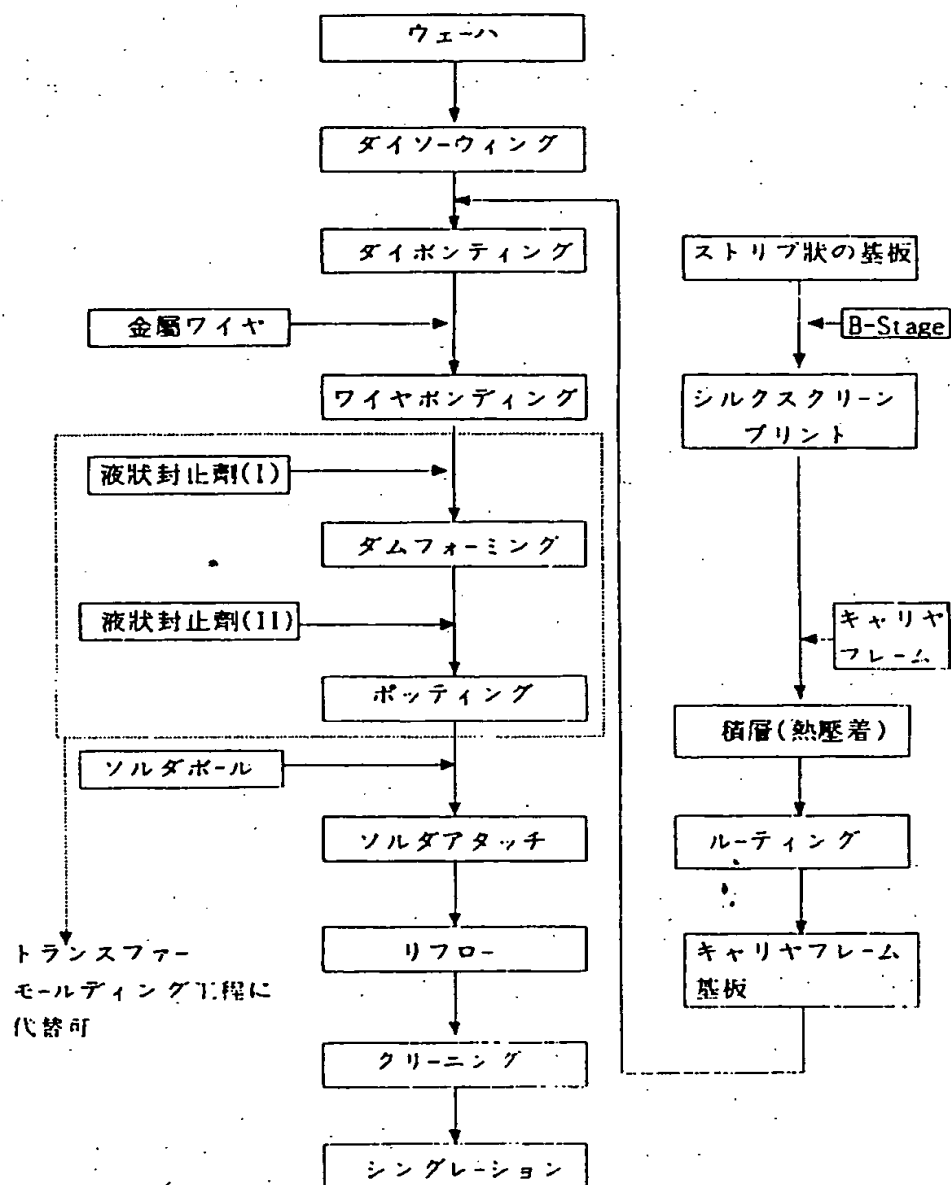 ウェーハ
ダイソーウィング
ダイボンティング
ストリプ状の基板
金屬ワイヤ
B-Stage
ワイヤボンディング
シルクスクリーン
プリント
液狀封止劑(I)
ダムフォーミング
液狀封止劑(II)
キャリヤ
フレーム
ポッティング
積層(熱壓着)
ソルダボール
ソルダアタッチ
ルーティング
リフロー
キャリヤフレーム
基板
トランスファー
モールディング工程に
代替可
クリーニング
シングレーション